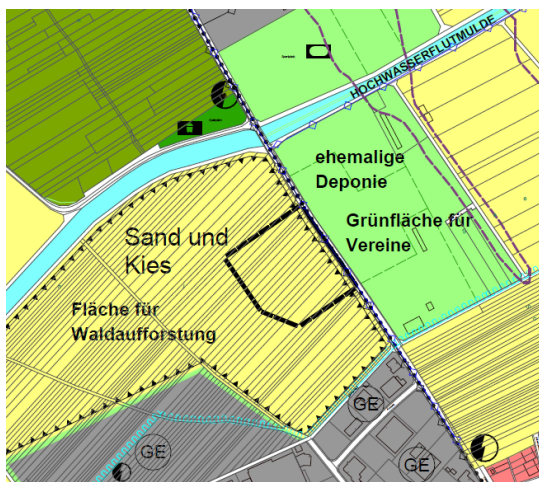 HOCHWASSERFLUTMULDE
ehemalige
Deponie
Grünfläche für
Vereine
Sand und
Kies
Fläche für
Waldaufforstung
GE
GE
GE